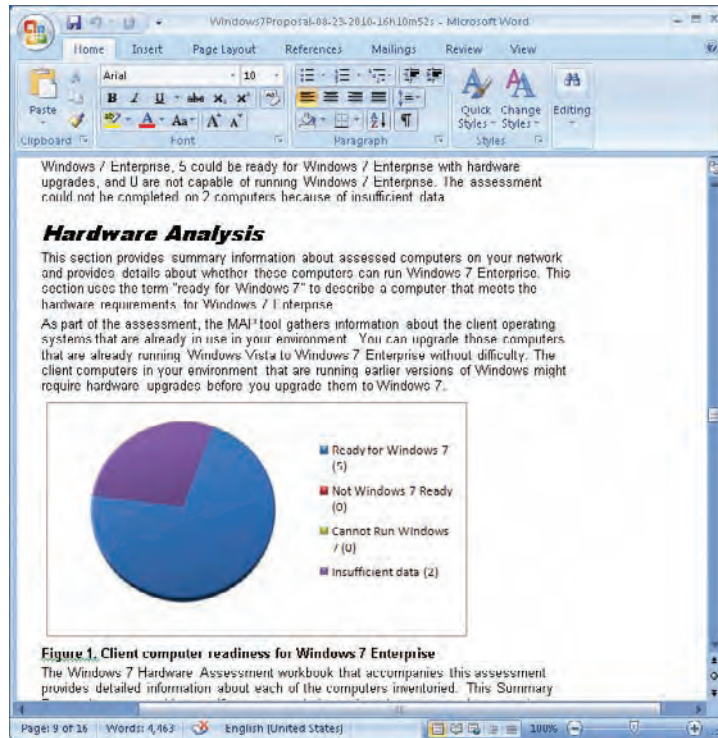 Windows7Proposal-08-23-2010-16h10m52s - Microsoft Word
Home Insert Page Layout References Mailings Review View
Arial 10
Paste
B I U abe X₂ X²
Aa A A
Quick Styles Change Styles Editing
Clipboard Font Paragraph Styles
Windows 7 Enterprise, 5 could be ready for Windows 7 Enterprise with hardware
upgrades, and 0 are not capable of running Windows 7 Enterprise. The assessment
could not be completed on 2 computers because of insufficient data
Hardware Analysis
This section provides summary information about assessed computers on your network
and provides details about whether these computers can run Windows 7 Enterprise. This
section uses the term "ready for Windows 7" to describe a computer that meets the
hardware requirements for Windows 7 Enterprise
As part of the assessment, the MAP tool gathers information about the client operating
systems that are already in use in your environment. You can upgrade those computers
that are already running Windows Vista to Windows 7 Enterprise without difficulty. The
client computers in your environment that are running earlier versions of Windows might
require hardware upgrades before you upgrade them to Windows 7.
Ready for Windows 7
(5)
Not Windows 7 Ready
(0)
Cannot Run Windows
7 (0)
Insufficient data (2)
Figure 1. Client computer readiness for Windows 7 Enterprise
The Windows 7 Hardware Assessment workbook that accompanies this assessment
provides detailed information about each of the computers inventoried. This Summary
Page: 9 of 16 Words: 4,463 English (United States) 100%